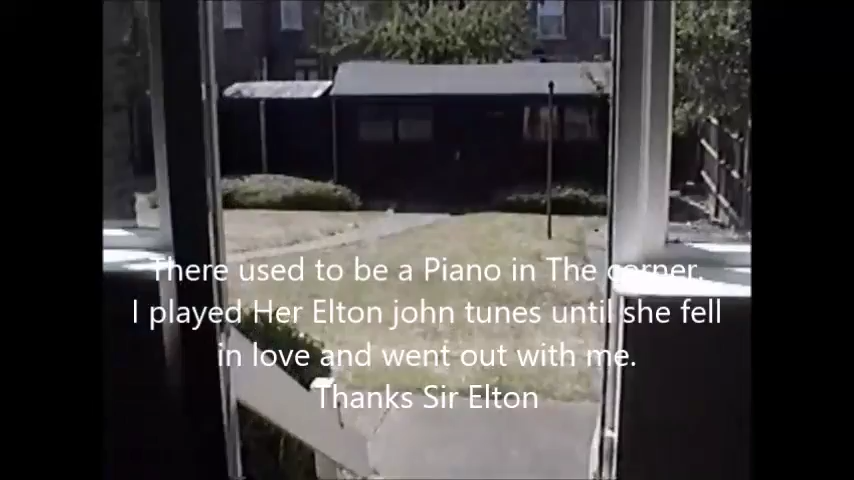 There used to be a Piano in The corner.
I played Her Elton john tunes until she fell
in love and went out with me.
Thanks Sir Elton